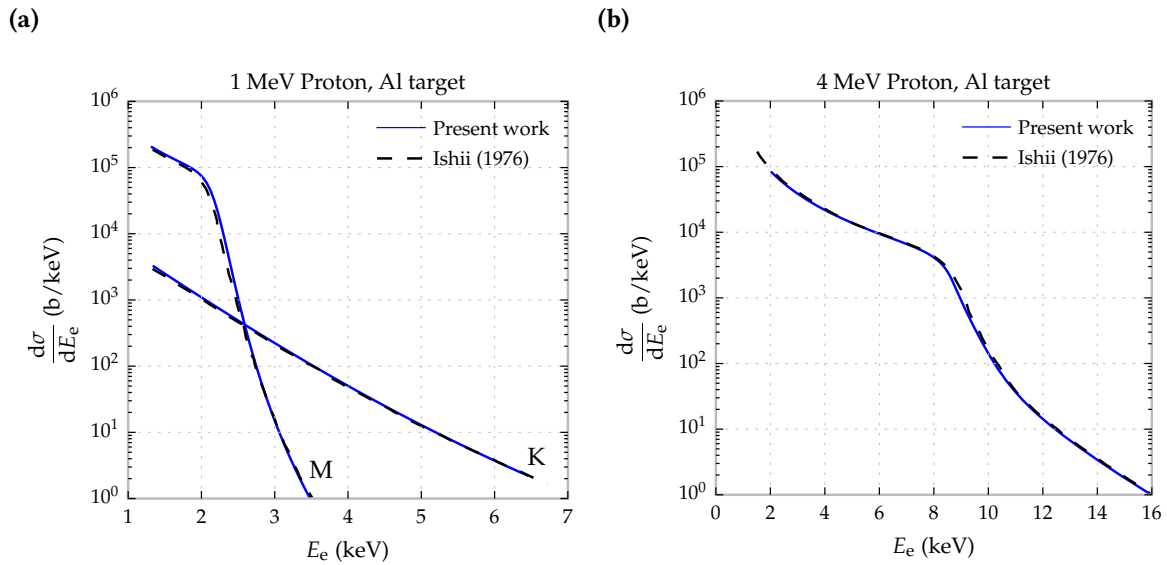 (a)
1 MeV Proton, Al target
10⁶
10⁵
10⁴
10³
10²
10¹
10⁰
dσ/dEₑ (b/keV)
Present work
Ishii (1976)
M
K
1 2 3 4 5 6 7
Eₑ (keV)
(b)
4 MeV Proton, Al target
10⁶
10⁵
10⁴
10³
10²
10¹
10⁰
dσ/dEₑ (b/keV)
Present work
Ishii (1976)
0 2 4 6 8 10 12 14 16
Eₑ (keV)